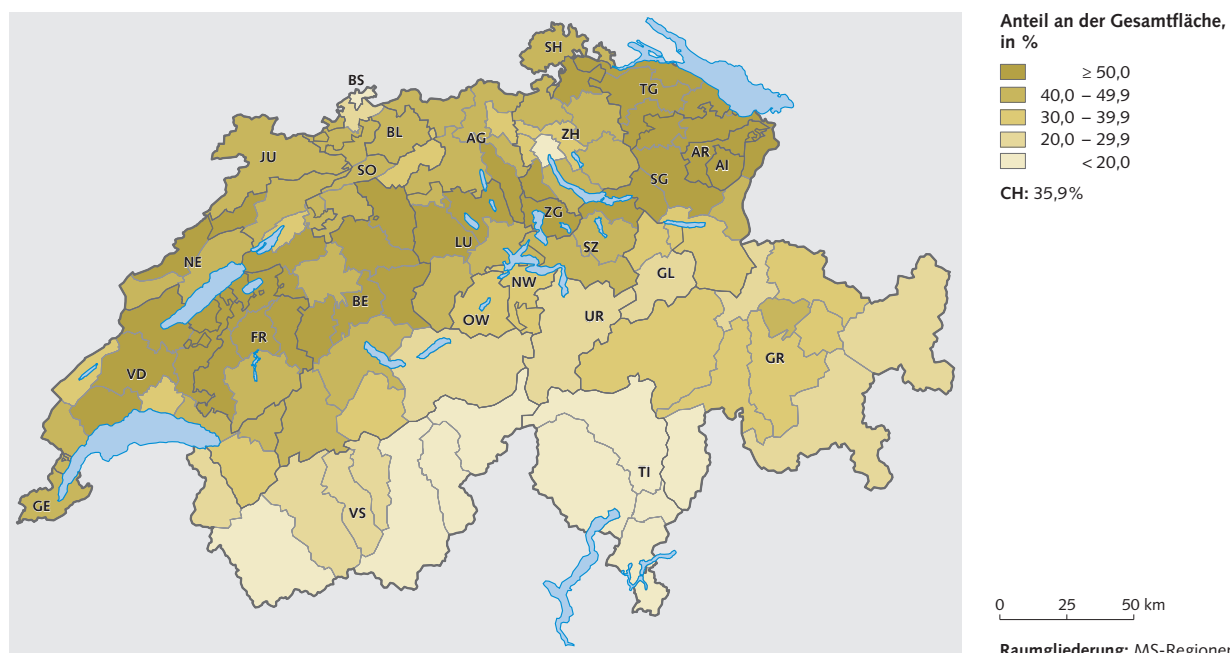 Anteil an der Gesamtfläche,
in %
≥ 50,0
40,0 – 49,9
30,0 – 39,9
20,0 – 29,9
< 20,0
CH: 35,9%
SH
BS
TG
BL
AG
ZH
JU
SO
AR
AI
SG
ZG
LU
SZ
NE
GL
NW
BE
UR
OW
FR
GR
VD
TI
VS
GE
0 25 50 km
Raumgliederung: MS-Regionen